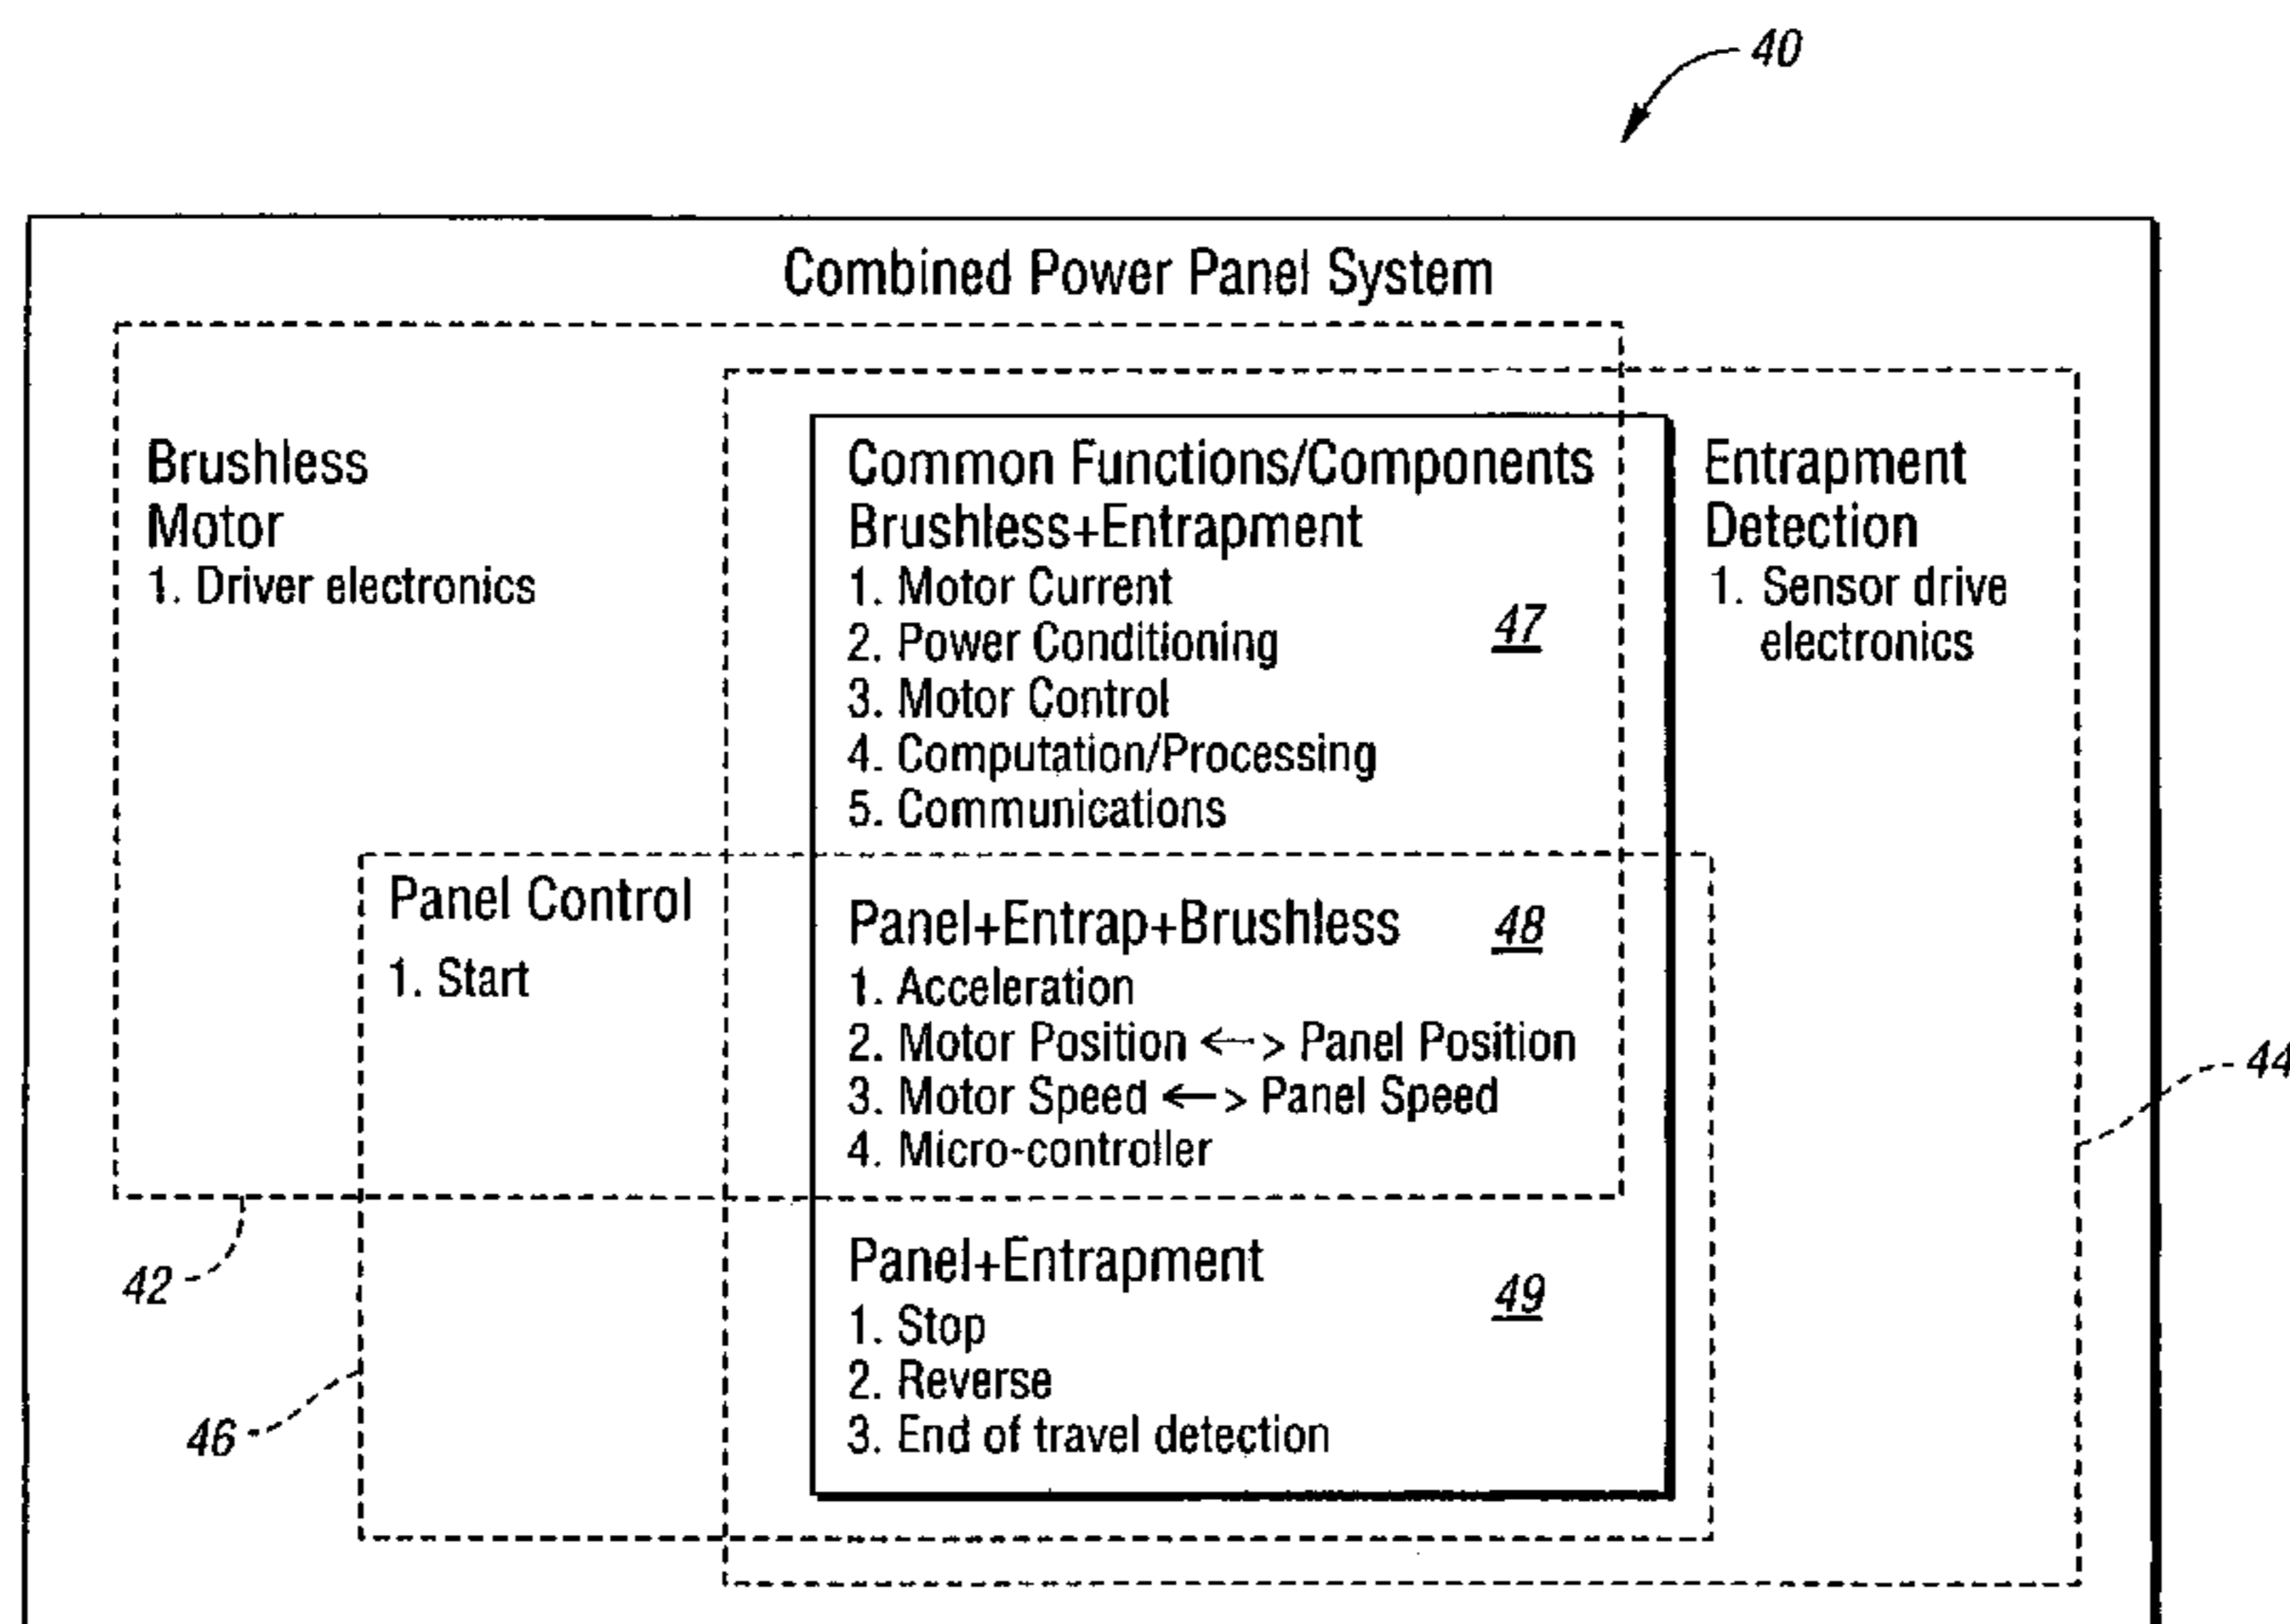 40
Combined Power Panel System
Brushless
Motor
1. Driver electronics
Common Functions/Components
Brushless+Entrapment
1. Motor Current
2. Power Conditioning
3. Motor Control
4. Computation/Processing
5. Communications
47
Entrapment
Detection
1. Sensor drive
electronics
Panel Control
1. Start
Panel+Entrap+Brushless
48
1. Acceleration
2. Motor Position <-> Panel Position
3. Motor Speed <-> Panel Speed
4. Micro-controller
44
42
Panel+Entrapment
49
1. Stop
2. Reverse
3. End of travel detection
46